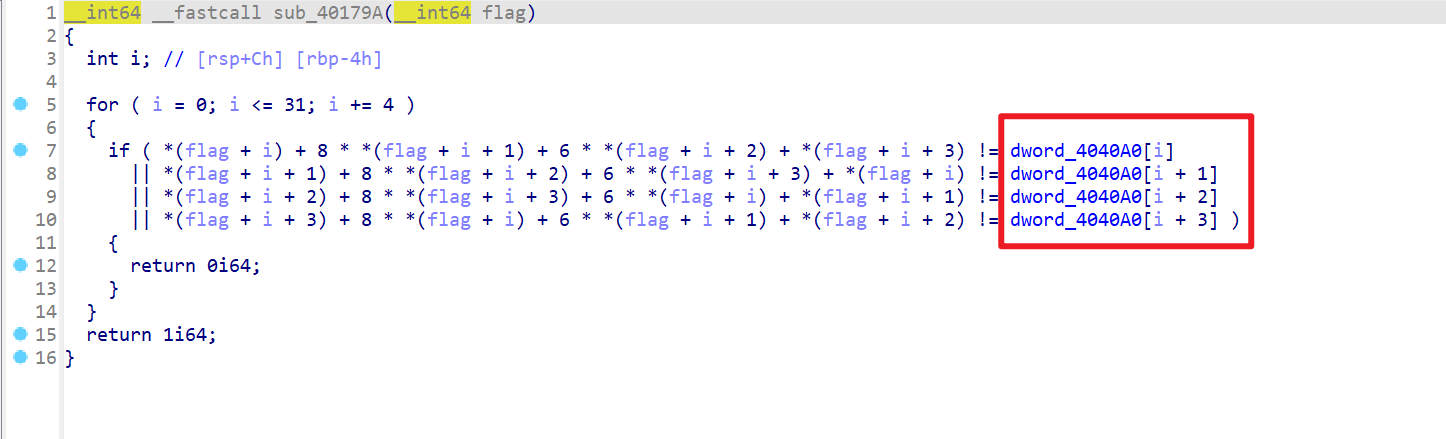 1 __int64 __fastcall sub_40179A(__int64 flag)
2 {
3   int i; // [rsp+Ch] [rbp-4h]
4
5   for ( i = 0; i <= 31; i += 4 )
6   {
7     if ( *(flag + i) + 8 * *(flag + i + 1) + 6 * *(flag + i + 2) + *(flag + i + 3) != dword_4040A0[i]
8       || *(flag + i + 1) + 8 * *(flag + i + 2) + 6 * *(flag + i + 3) + *(flag + i) != dword_4040A0[i + 1]
9       || *(flag + i + 2) + 8 * *(flag + i + 3) + 6 * *(flag + i) + *(flag + i + 1) != dword_4040A0[i + 2]
10       || *(flag + i + 3) + 8 * *(flag + i) + 6 * *(flag + i + 1) + *(flag + i + 2) != dword_4040A0[i + 3] )
11     {
12       return 0i64;
13     }
14   }
15   return 1i64;
16 }